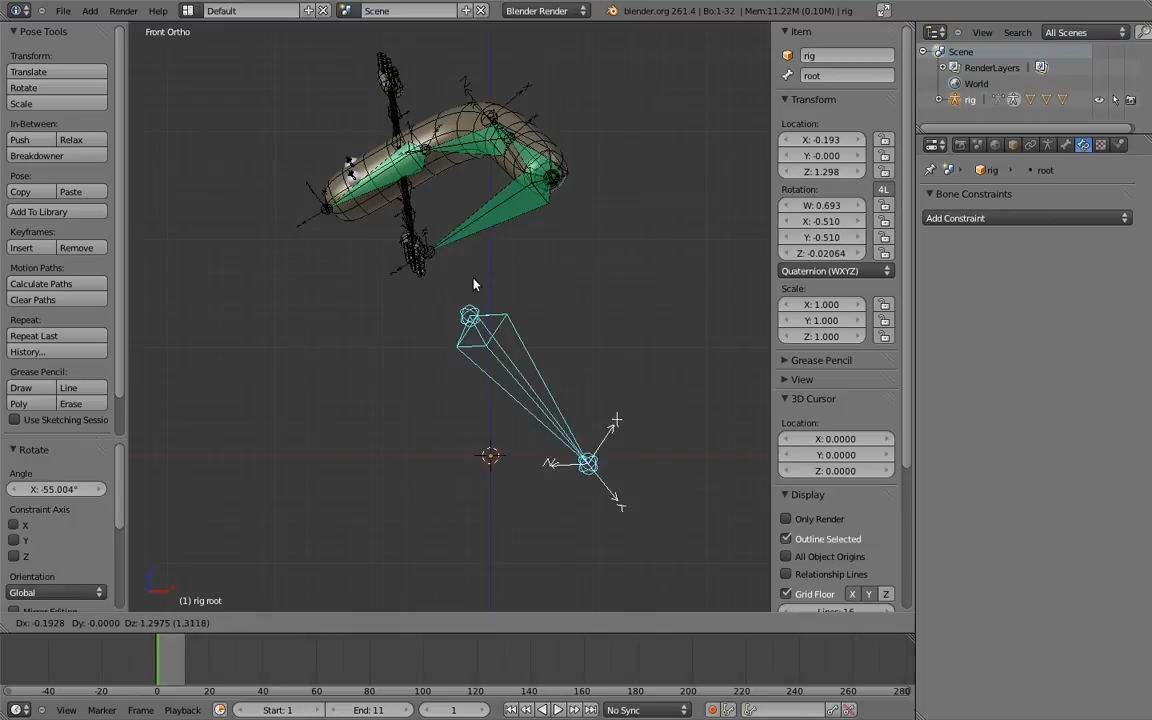 File Add Render Help Default Scene Blender Render blender.org 261.4 Me:11.22M (0.10M) | rig
Pose Tools
Transform:
Translate
Rotate
Scale
In-Between:
Push Relax
Breakdowner
Pose:
Copy Paste
Add To Library
Keyframes:
Insert Remove
Motion Paths:
Calculate Paths
Clear Paths
Repeat:
Repeat Last
History...
Grease Pencil:
Draw Line
Poly Erase
Use Sketching Sessio
Rotate
Angle
X: -55.004°
Constraint Axis
X
Y
Z
Orientation
Global
Front Ortho
(1) rig root
Dx: -0.1928 Dy: -0.0000 Dz: 1.2975 (1.3118)
Item
rig
root
Transform
Location:
X: -0.193
Y: -0.000
Z: 1.298
Rotation: 4L
W: 0.693
X: -0.510
Y: -0.510
Z: -0.02064
Quaternion (WXYZ)
Scale:
X: 1.000
Y: 1.000
Z: 1.000
Grease Pencil
View
3D Cursor
Location:
X: 0.0000
Y: 0.0000
Z: 0.0000
Display
Only Render
Outline Selected
All Object Origins
Relationship Lines
Grid Floor X Y Z
View Search All Scenes
Scene
RenderLayers |
World
rig |
rig root
Bone Constraints
Add Constraint
-40 -20 0 20 40 60 80 100 120 140 160 180 200 220 240 260 280
View Marker Frame Playback Start: 1 End: 11 1 No Sync